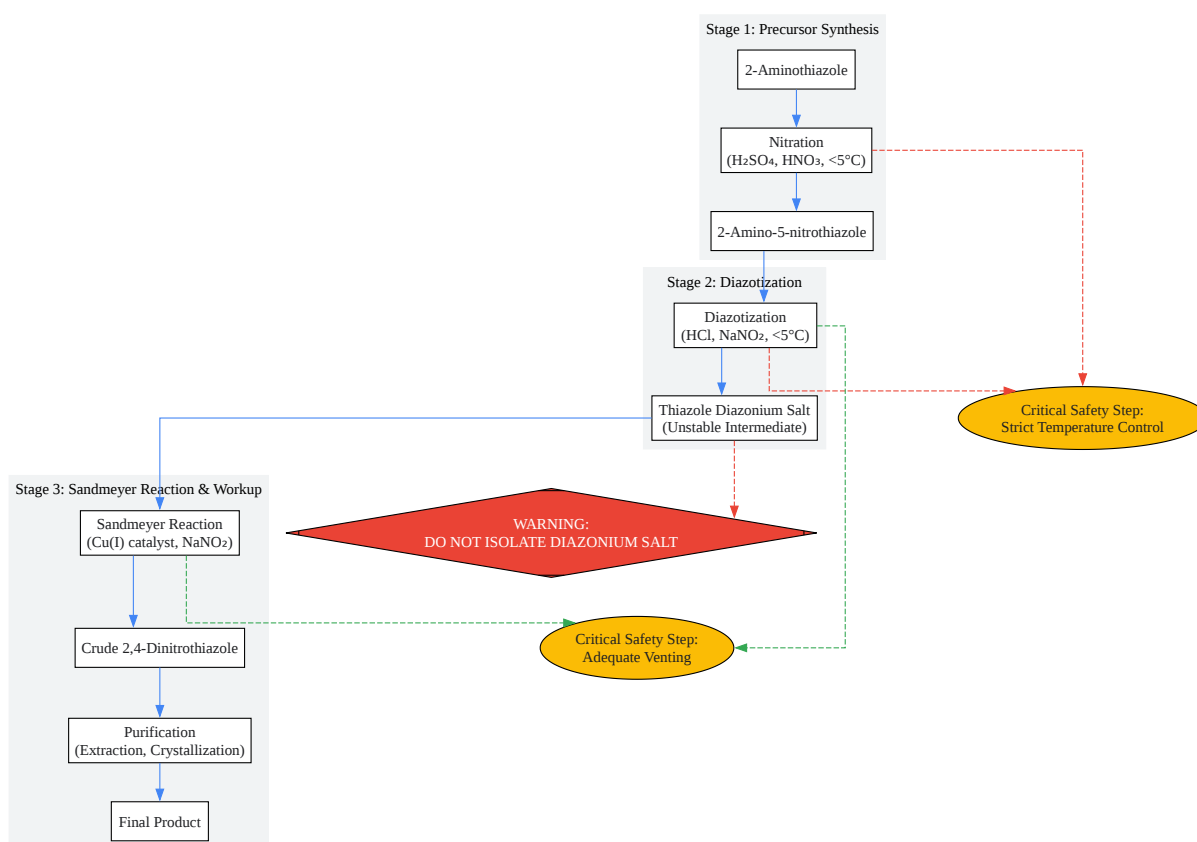 Stage 1: Precursor Synthesis
2-Aminothiazole
Nitration
(H₂SO₄, HNO₃, <5°C)
2-Amino-5-nitrothiazole
Stage 2: Diazotization
Diazotization
(HCl, NaNO₂, <5°C)
Thiazole Diazonium Salt
(Unstable Intermediate)
Critical Safety Step:
Strict Temperature Control
Stage 3: Sandmeyer Reaction & Workup
Sandmeyer Reaction
(Cu(I) catalyst, NaNO₂)
WARNING:
DO NOT ISOLATE DIAZONIUM SALT
Crude 2,4-Dinitrothiazole
Critical Safety Step:
Adequate Venting
Purification
(Extraction, Crystallization)
Final Product